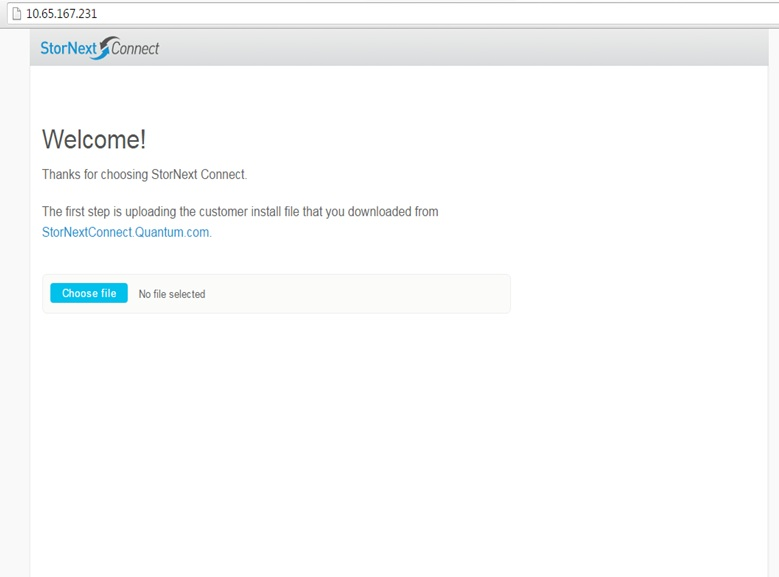 10.65.167.231
StorNext Connect
Welcome!
Thanks for choosing StorNext Connect.
The first step is uploading the customer install file that you downloaded from
StorNextConnect.Quantum.com.
Choose file No file selected